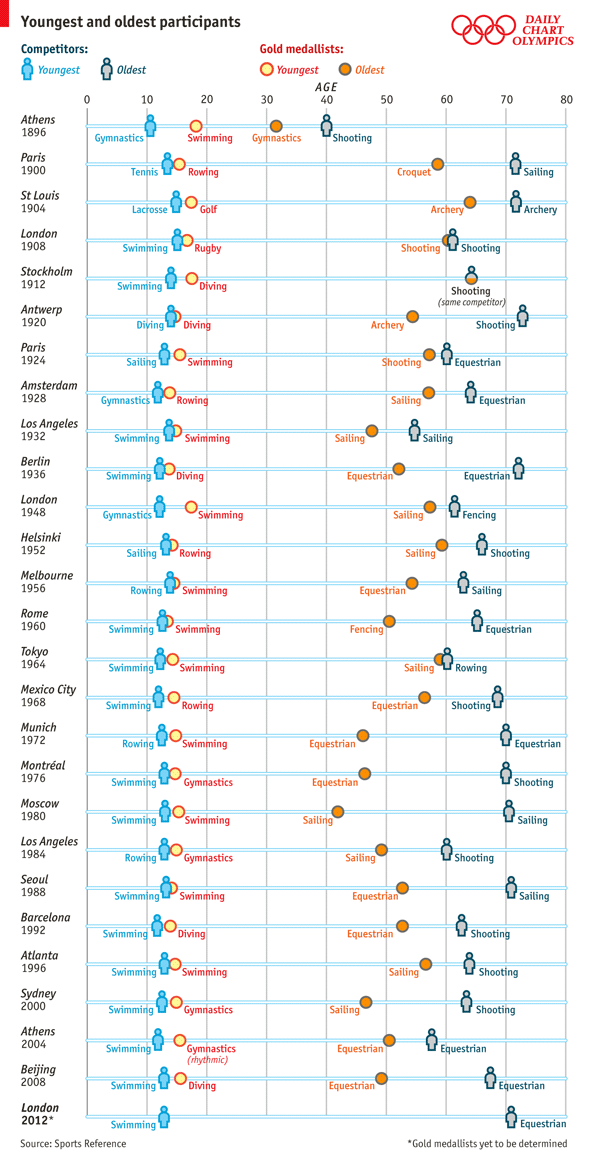 Youngest and oldest participants
DAILY
CHART
OLYMPICS
Competitors:
Gold medallists:
Youngest
Oldest
Youngest
Oldest
AGE
0 10 20 30 40 50 60 70 80
Athens
1896
Gymnastics Swimming Gymnastics Shooting
Paris
1900
Tennis Rowing Croquet Sailing
St Louis
1904
Lacrosse Golf Archery Archery
London
1908
Swimming Rugby Shooting Shooting
Stockholm
1912
Swimming Diving Shooting
(same competitor)
Antwerp
1920
Diving Diving Archery Shooting
Paris
1924
Sailing Swimming Shooting Equestrian
Amsterdam
1928
Gymnastics Rowing Sailing Equestrian
Los Angeles
1932
Swimming Swimming Sailing Sailing
Berlin
1936
Swimming Diving Equestrian Equestrian
London
1948
Gymnastics Swimming Sailing Fencing
Helsinki
1952
Sailing Rowing Sailing Shooting
Melbourne
1956
Rowing Swimming Equestrian Sailing
Rome
1960
Swimming Swimming Fencing Equestrian
Tokyo
1964
Swimming Swimming Sailing Rowing
Mexico City
1968
Swimming Rowing Equestrian Shooting
Munich
1972
Rowing Swimming Equestrian Equestrian
Montréal
1976
Swimming Gymnastics Equestrian Shooting
Moscow
1980
Swimming Swimming Sailing Sailing
Los Angeles
1984
Rowing Gymnastics Sailing Shooting
Seoul
1988
Swimming Swimming Equestrian Sailing
Barcelona
1992
Swimming Diving Equestrian Shooting
Atlanta
1996
Swimming Swimming Sailing Shooting
Sydney
2000
Swimming Gymnastics Sailing Shooting
Athens
2004
Swimming Gymnastics Equestrian Equestrian
(rhythmic)
Beijing
2008
Swimming Diving Equestrian Equestrian
London
2012*
Swimming Equestrian
Source: Sports Reference
*Gold medallists yet to be determined